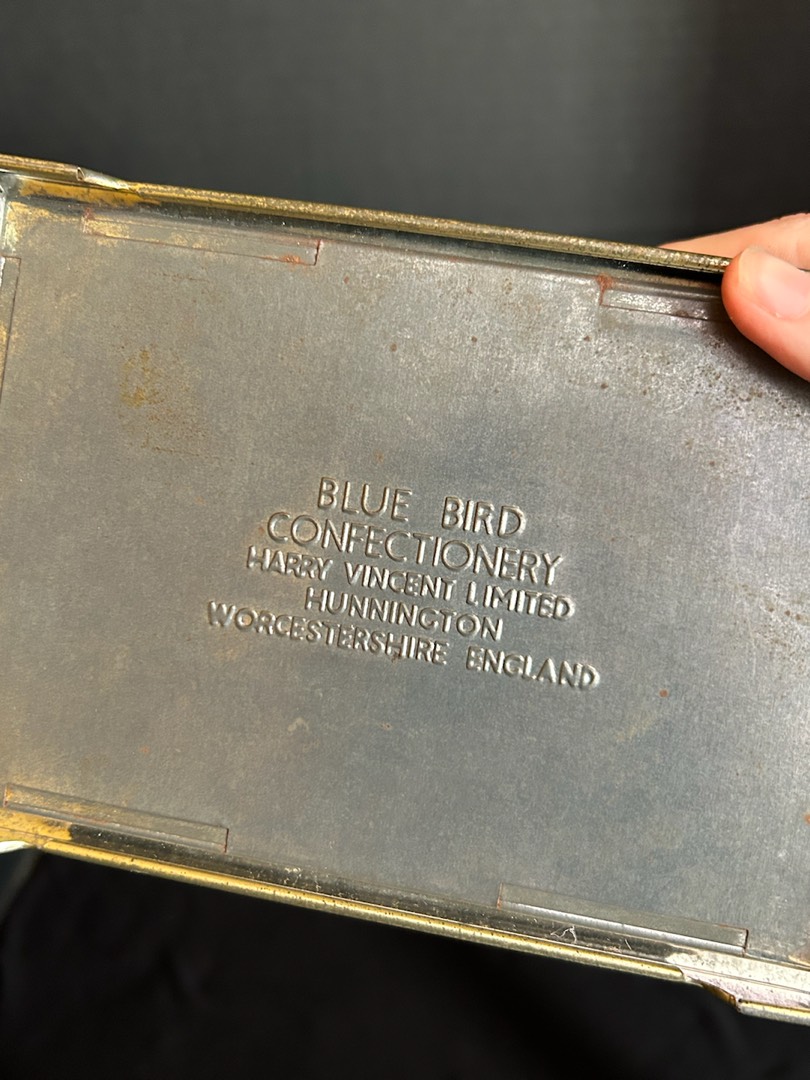 BLUE BIRD
CONFECTIONERY
HARRY VINCENT LIMITED
HUNNINGTON
WORCESTERSHIRE ENGLAND